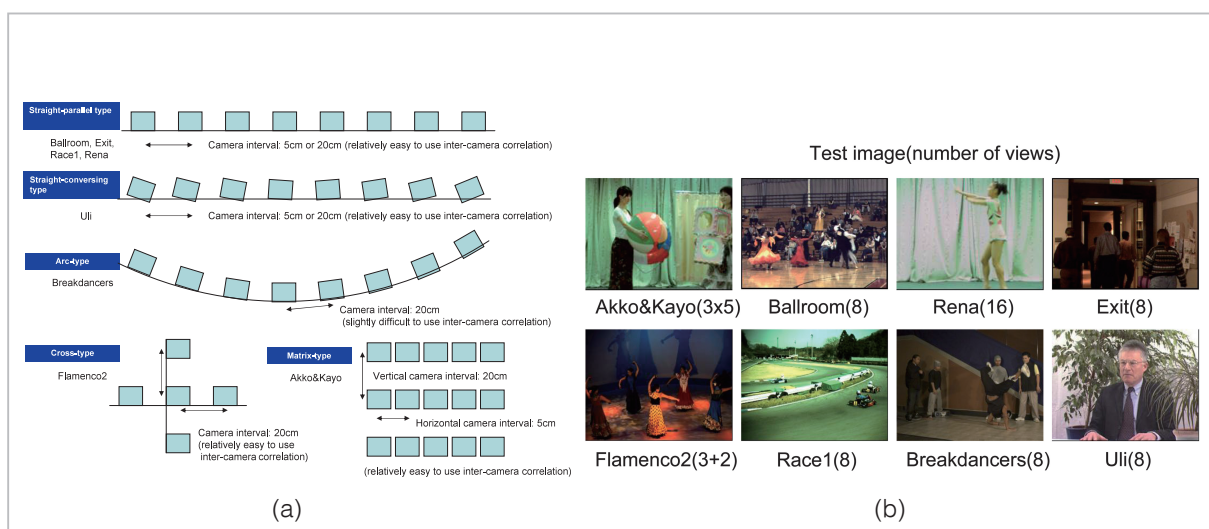 Straight-parallel type
Ballroom, Exit,
Race1, Rena
Camera interval: 5cm or 20cm (relatively easy to use inter-camera correlation)
Straight-conversing
type
Uli
Camera interval: 5cm or 20cm (relatively easy to use inter-camera correlation)
Arc-type
Breakdancers
Camera interval: 20cm
(slightly difficult to use inter-camera correlation)
Cross-type
Flamenco2
Camera interval: 20cm
(relatively easy to use
inter-camera correlation)
Matrix-type
Akko&Kayo
Vertical camera interval: 20cm
Horizontal camera interval: 5cm
(relatively easy to use inter-camera correlation)
(a)
Test image(number of views)
Akko&Kayo(3x5)
Ballroom(8)
Rena(16)
Exit(8)
Flamenco2(3+2)
Race1(8)
Breakdancers(8)
Uli(8)
(b)